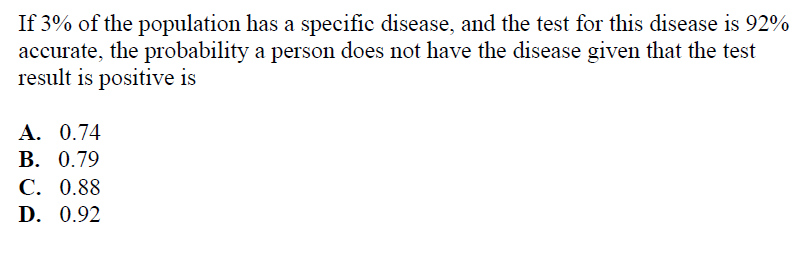 If 3% of the population has a specific disease, and the test for this disease is 92%
accurate, the probability a person does not have the disease given that the test
result is positive is
A. 0.74
B. 0.79
C. 0.88
D. 0.92